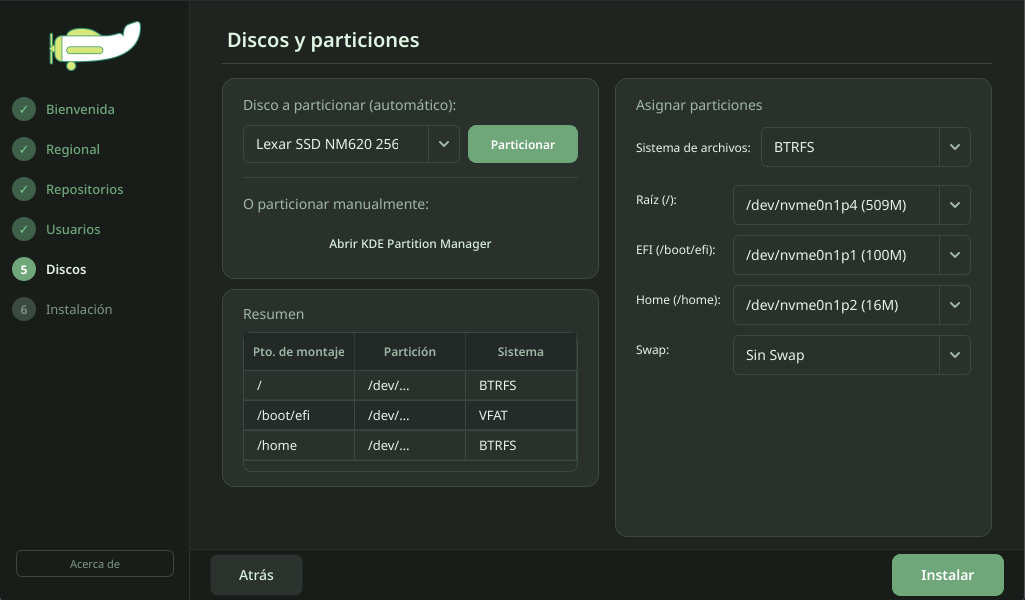 Discos y particiones
✓ Bienvenida
✓ Regional
✓ Repositorios
✓ Usuarios
5 Discos
6 Instalación
Acerca de
Disco a particionar (automático):
Lexar SSD NM620 256
Particionar
O particionar manualmente:
Abrir KDE Partition Manager
Resumen
Pto. de montaje Partición Sistema
/ /dev/... BTRFS
/boot/efi /dev/... VFAT
/home /dev/... BTRFS
Asignar particiones
Sistema de archivos: BTRFS
Raíz (/): /dev/nvme0n1p4 (509M)
EFI (/boot/efi): /dev/nvme0n1p1 (100M)
Home (/home): /dev/nvme0n1p2 (16M)
Swap: Sin Swap
Atrás
Instalar